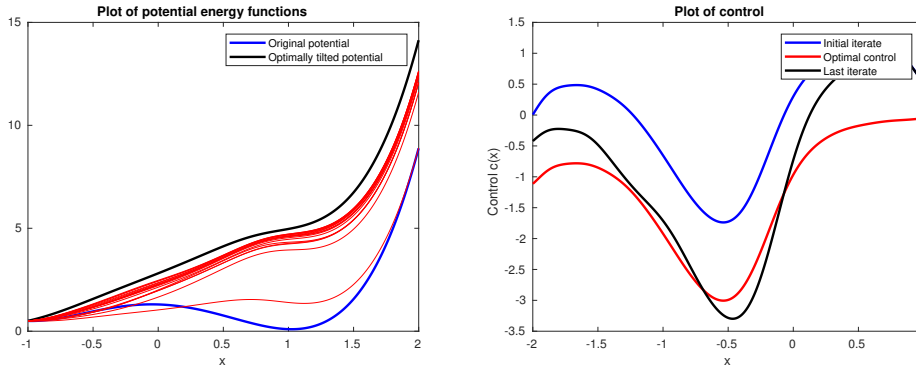 Plot of potential energy functions
15
10
5
0
-1
-0.5
0
0.5
1
1.5
2
x
Original potential
Optimally tilted potential
Plot of control
1.5
1
0.5
0
-0.5
-1
-1.5
-2
-2.5
-3
-3.5
Control c(x)
-2
-1.5
-1
-0.5
0
0.5
x
Initial iterate
Optimal control
Last iterate